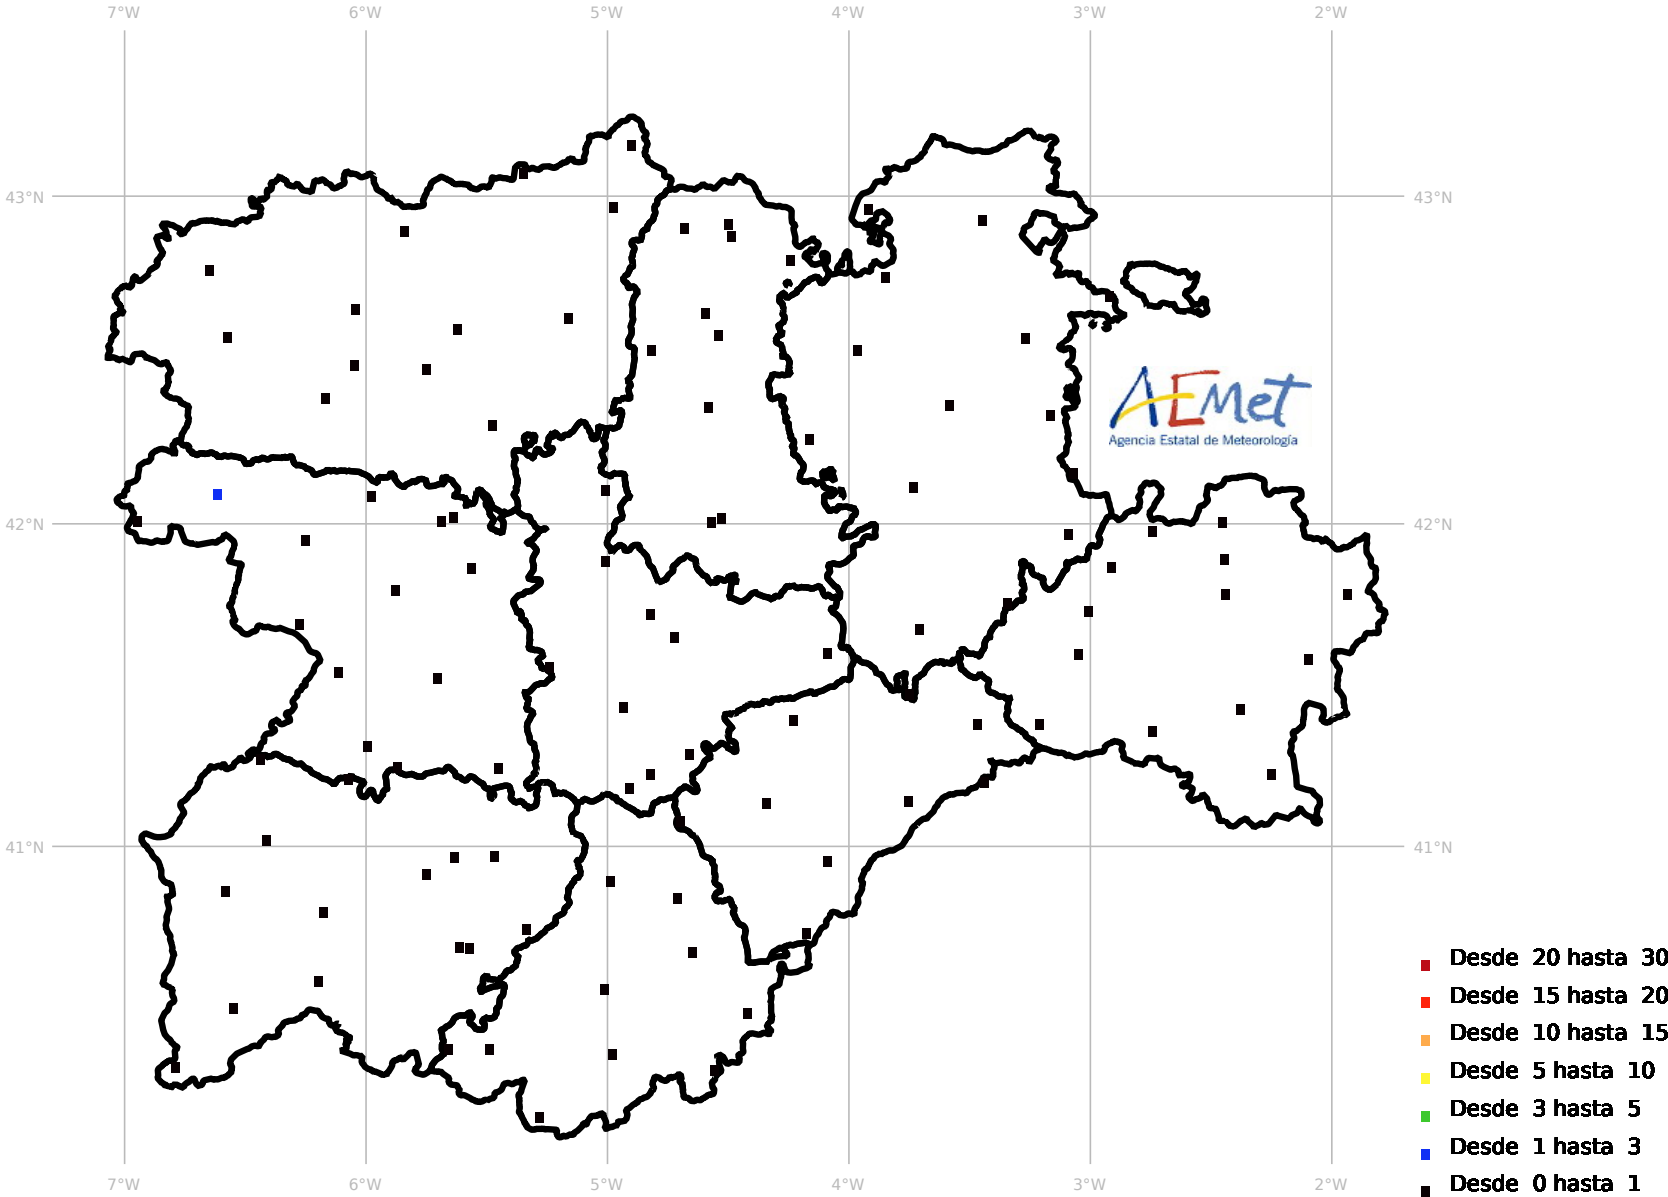 7°W 6°W 5°W 4°W 3°W 2°W
43°N 43°N
AEMet
Agencia Estatal de Meteorología
42°N 42°N
41°N 41°N
Desde 20 hasta 30
Desde 15 hasta 20
Desde 10 hasta 15
Desde 5 hasta 10
Desde 3 hasta 5
Desde 1 hasta 3
Desde 0 hasta 1
7°W 6°W 5°W 4°W 3°W 2°W